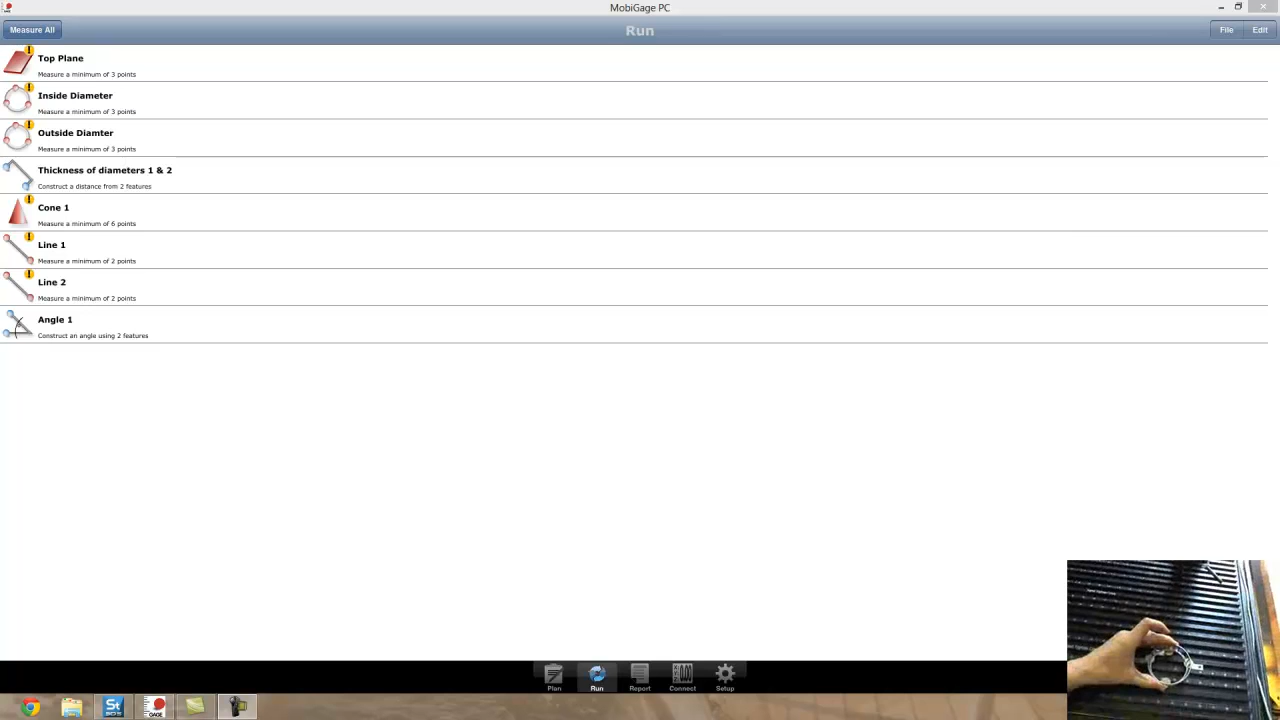 MobiGage PC
Measure All
Run
File
Edit
Top Plane
Measure a minimum of 3 points
Inside Diameter
Measure a minimum of 3 points
Outside Diamter
Measure a minimum of 3 points
Thickness of diameters 1 & 2
Construct a distance from 2 features
Cone 1
Measure a minimum of 6 points
Line 1
Measure a minimum of 2 points
Line 2
Measure a minimum of 2 points
Angle 1
Construct an angle using 2 features
Plan
Run
Report
Connect
Setup
St
GAGE